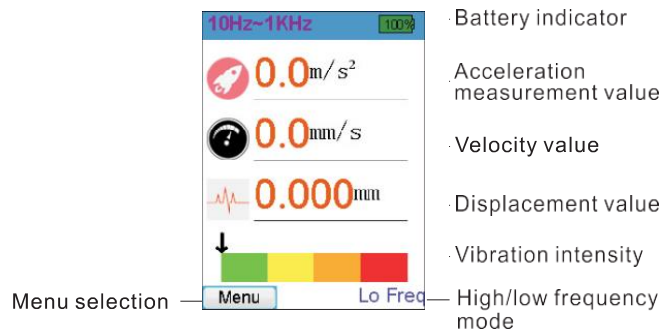 10Hz~1KHz 100%
Battery indicator
0.0m/s²
Acceleration
measurement value
0.0mm/s
Velocity value
0.000mm
Displacement value
Vibration intensity
Menu selection
Menu
Lo Freq
High/low frequency
mode